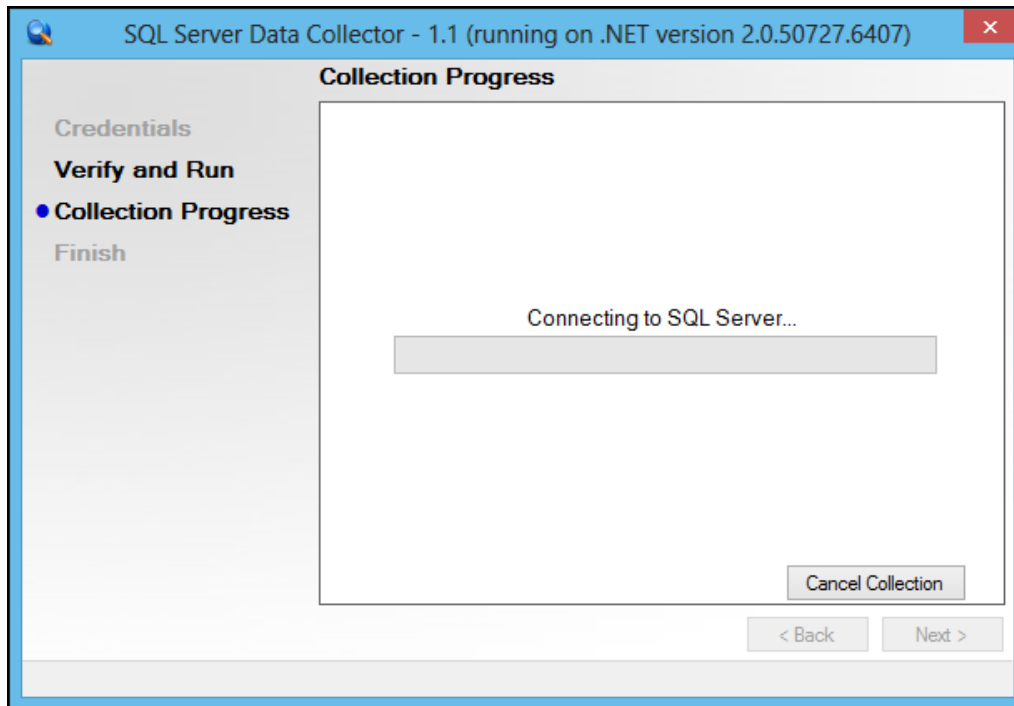 SQL Server Data Collector - 1.1 (running on .NET version 2.0.50727.6407)
Collection Progress
Credentials
Verify and Run
Collection Progress
Finish
Connecting to SQL Server...
Cancel Collection
< Back
Next >